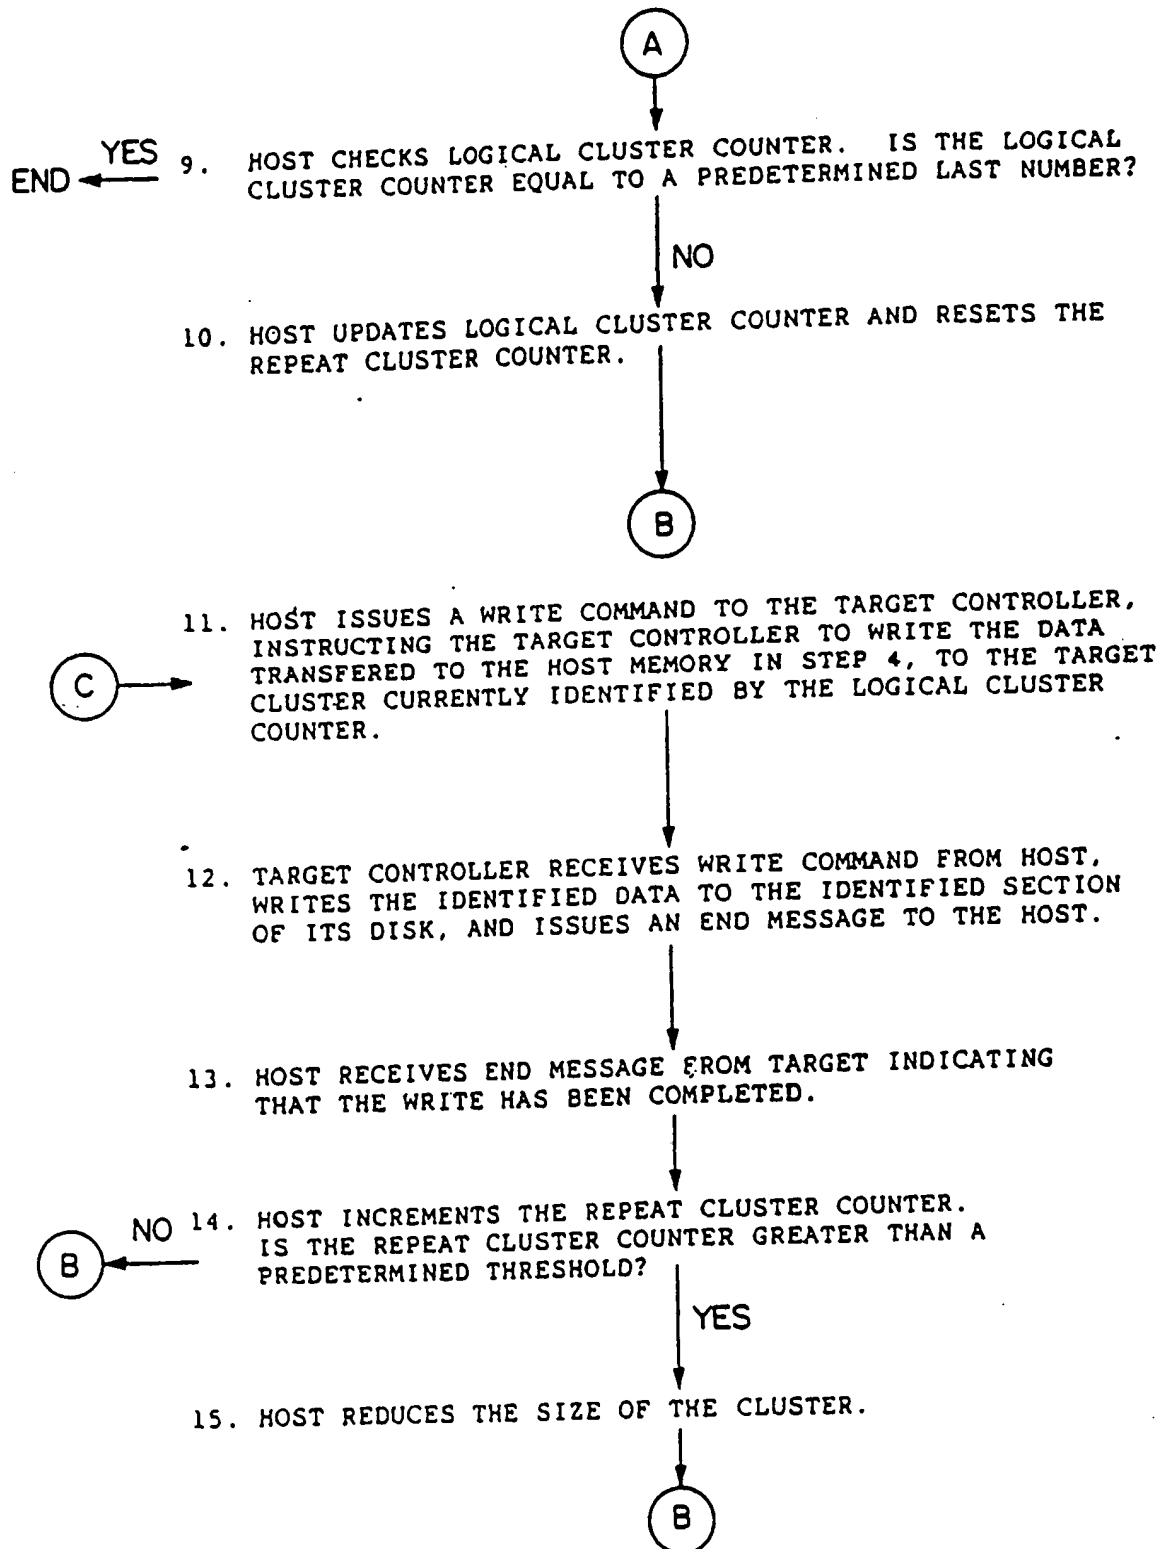 A
YES
END
9. HOST CHECKS LOGICAL CLUSTER COUNTER. IS THE LOGICAL
CLUSTER COUNTER EQUAL TO A PREDETERMINED LAST NUMBER?
NO
10. HOST UPDATES LOGICAL CLUSTER COUNTER AND RESETS THE
REPEAT CLUSTER COUNTER.
B
C
11. HOST ISSUES A WRITE COMMAND TO THE TARGET CONTROLLER,
INSTRUCTING THE TARGET CONTROLLER TO WRITE THE DATA
TRANSFERED TO THE HOST MEMORY IN STEP 4, TO THE TARGET
CLUSTER CURRENTLY IDENTIFIED BY THE LOGICAL CLUSTER
COUNTER.
12. TARGET CONTROLLER RECEIVES WRITE COMMAND FROM HOST,
WRITES THE IDENTIFIED DATA TO THE IDENTIFIED SECTION
OF ITS DISK, AND ISSUES AN END MESSAGE TO THE HOST.
13. HOST RECEIVES END MESSAGE FROM TARGET INDICATING
THAT THE WRITE HAS BEEN COMPLETED.
B
NO
14. HOST INCREMENTS THE REPEAT CLUSTER COUNTER.
IS THE REPEAT CLUSTER COUNTER GREATER THAN A
PREDETERMINED THRESHOLD?
YES
15. HOST REDUCES THE SIZE OF THE CLUSTER.
B